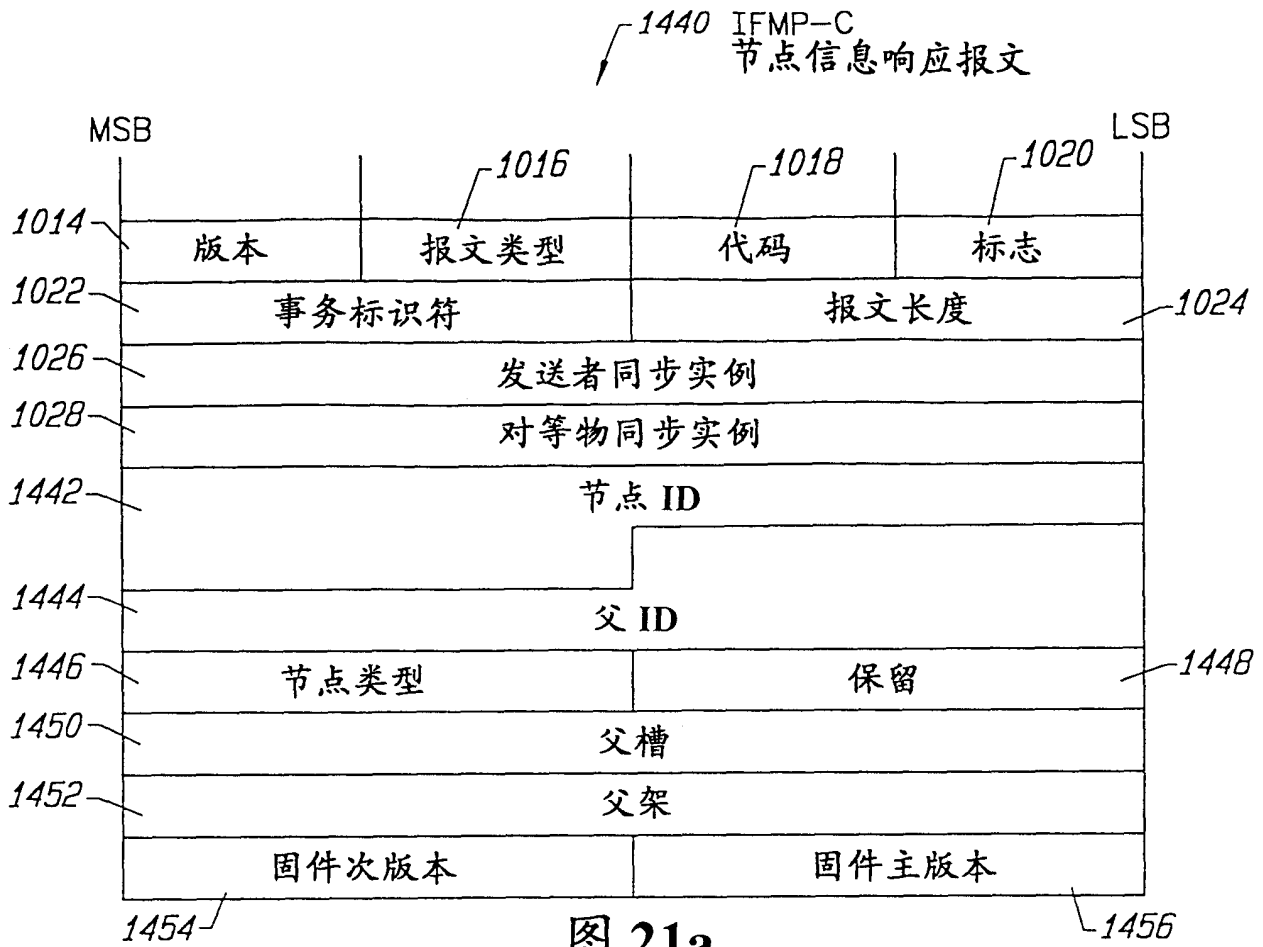 1440 IFMP-C
节点信息响应报文
MSB
LSB
1016
1018
1020
1014
版本
报文类型
代码
标志
1022
事务标识符
报文长度
1024
1026
发送者同步实例
1028
对等物同步实例
1442
节点 ID
1444
父 ID
1446
节点类型
保留
1448
1450
父槽
1452
父架
固件次版本
固件主版本
1454
1456
图 21a